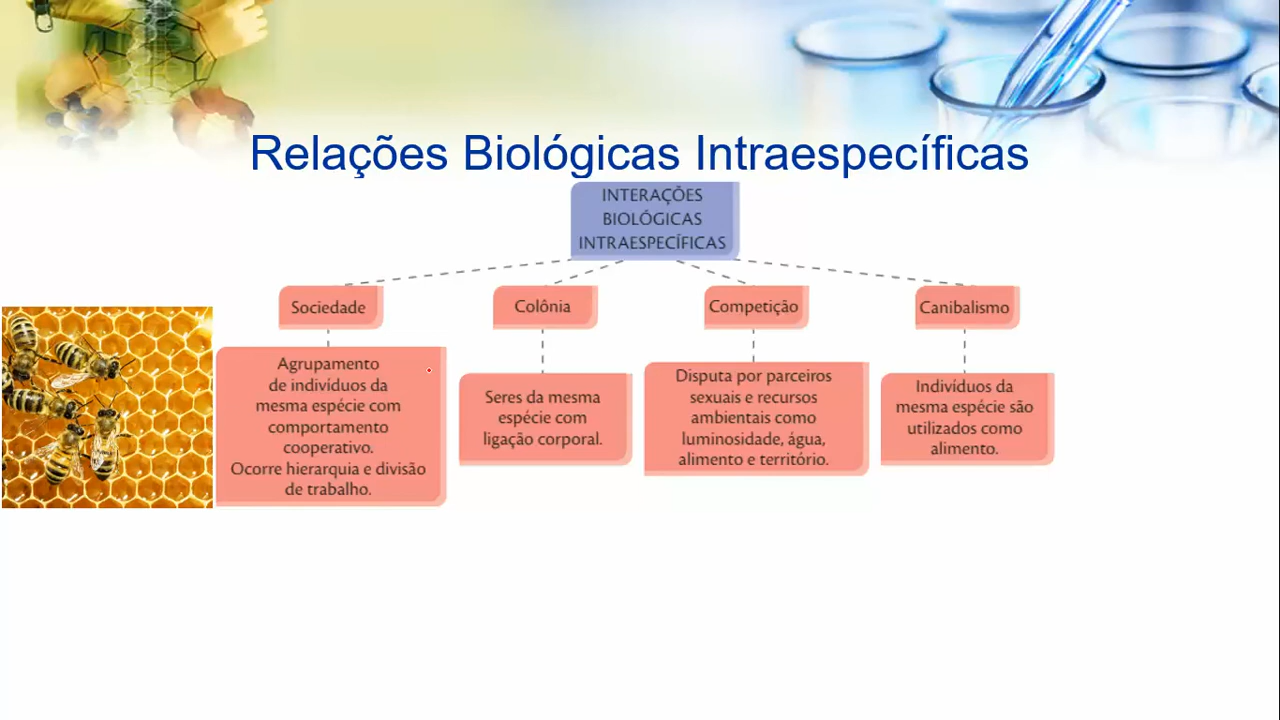 Relações Biológicas Intraespecíficas
INTERAÇÕES
BIOLÓGICAS
INTRAESPECÍFICAS
Sociedade
Agrupamento
de indivíduos da
mesma espécie com
comportamento
cooperativo.
Ocorre hierarquia e divisão
de trabalho.
Colônia
Seres da mesma
espécie com
ligação corporal.
Competição
Disputa por parceiros
sexuais e recursos
ambientais como
luminosidade, água,
alimento e território.
Canibalismo
Indivíduos da
mesma espécie são
utilizados como
alimento.